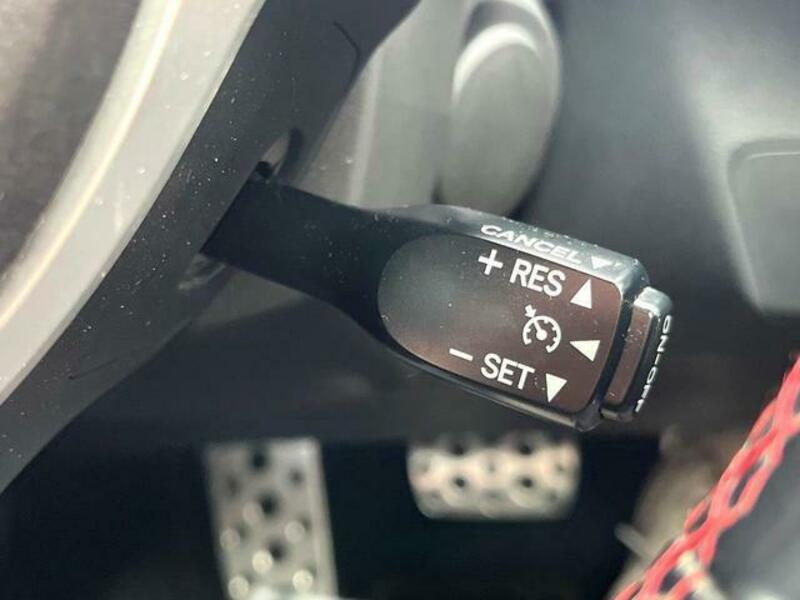 CANCEL ▼
+ RES ▲
◀
− SET ▼
ON-OFF